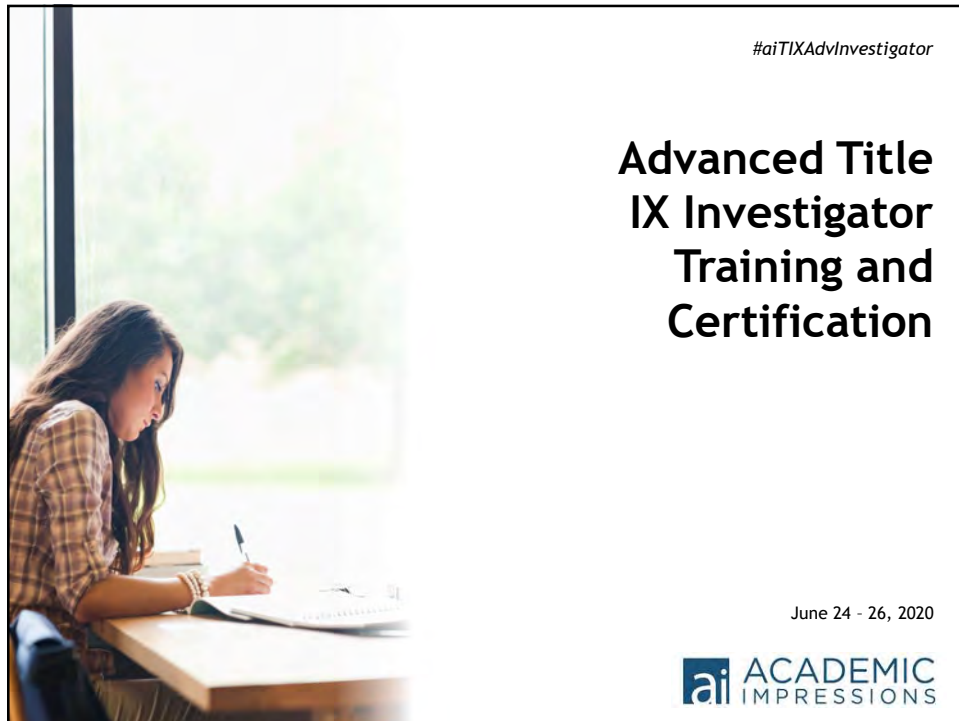 #aiTIXAdvInvestigator
Advanced Title
IX Investigator
Training and
Certification
June 24 – 26, 2020
ai ACADEMIC
IMPRESSIONS